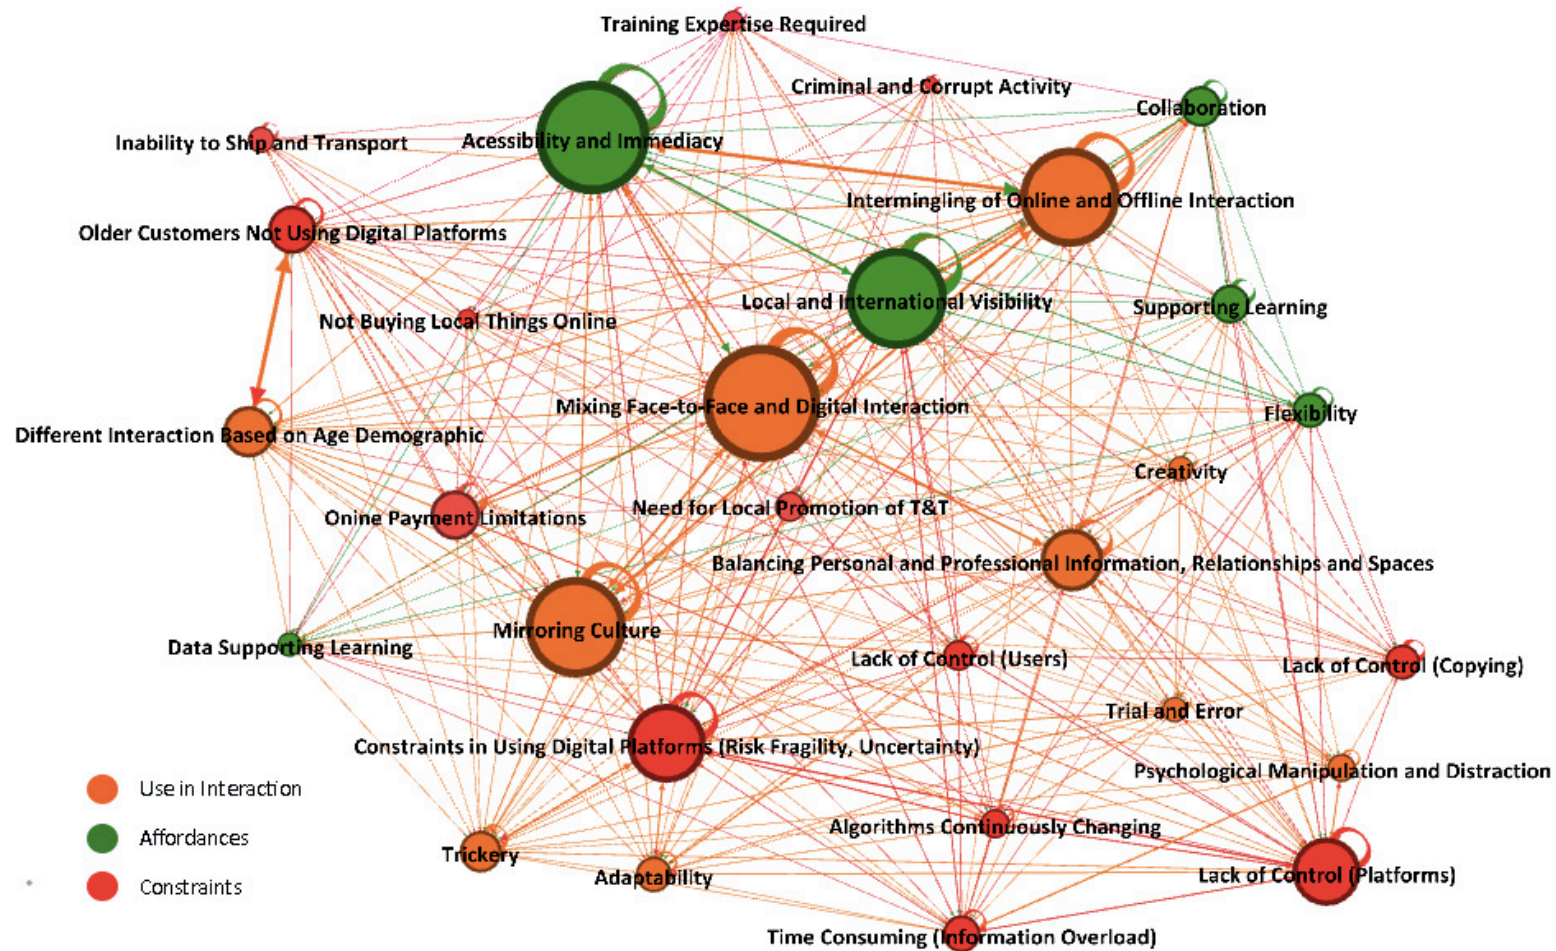 Training Expertise Required
Criminal and Corrupt Activity
Collaboration
Inability to Ship and Transport
Acessibility and Immediacy
Intermingling of Online and Offline Interaction
Older Customers Not Using Digital Platforms
Local and International Visibility
Supporting Learning
Not Buying Local Things Online
Mixing Face-to-Face and Digital Interaction
Flexibility
Different Interaction Based on Age Demographic
Creativity
Onine Payment Limitations
Need for Local Promotion of T&T
Balancing Personal and Professional Information, Relationships and Spaces
Mirroring Culture
Data Supporting Learning
Lack of Control (Users)
Lack of Control (Copying)
Trial and Error
Constraints in Using Digital Platforms (Risk Fragility, Uncertainty)
Psychological Manipulation and Distraction
Use in Interaction
Algorithms Continuously Changing
Affordances
Trickery
Adaptability
Lack of Control (Platforms)
Constraints
Time Consuming (Information Overload)